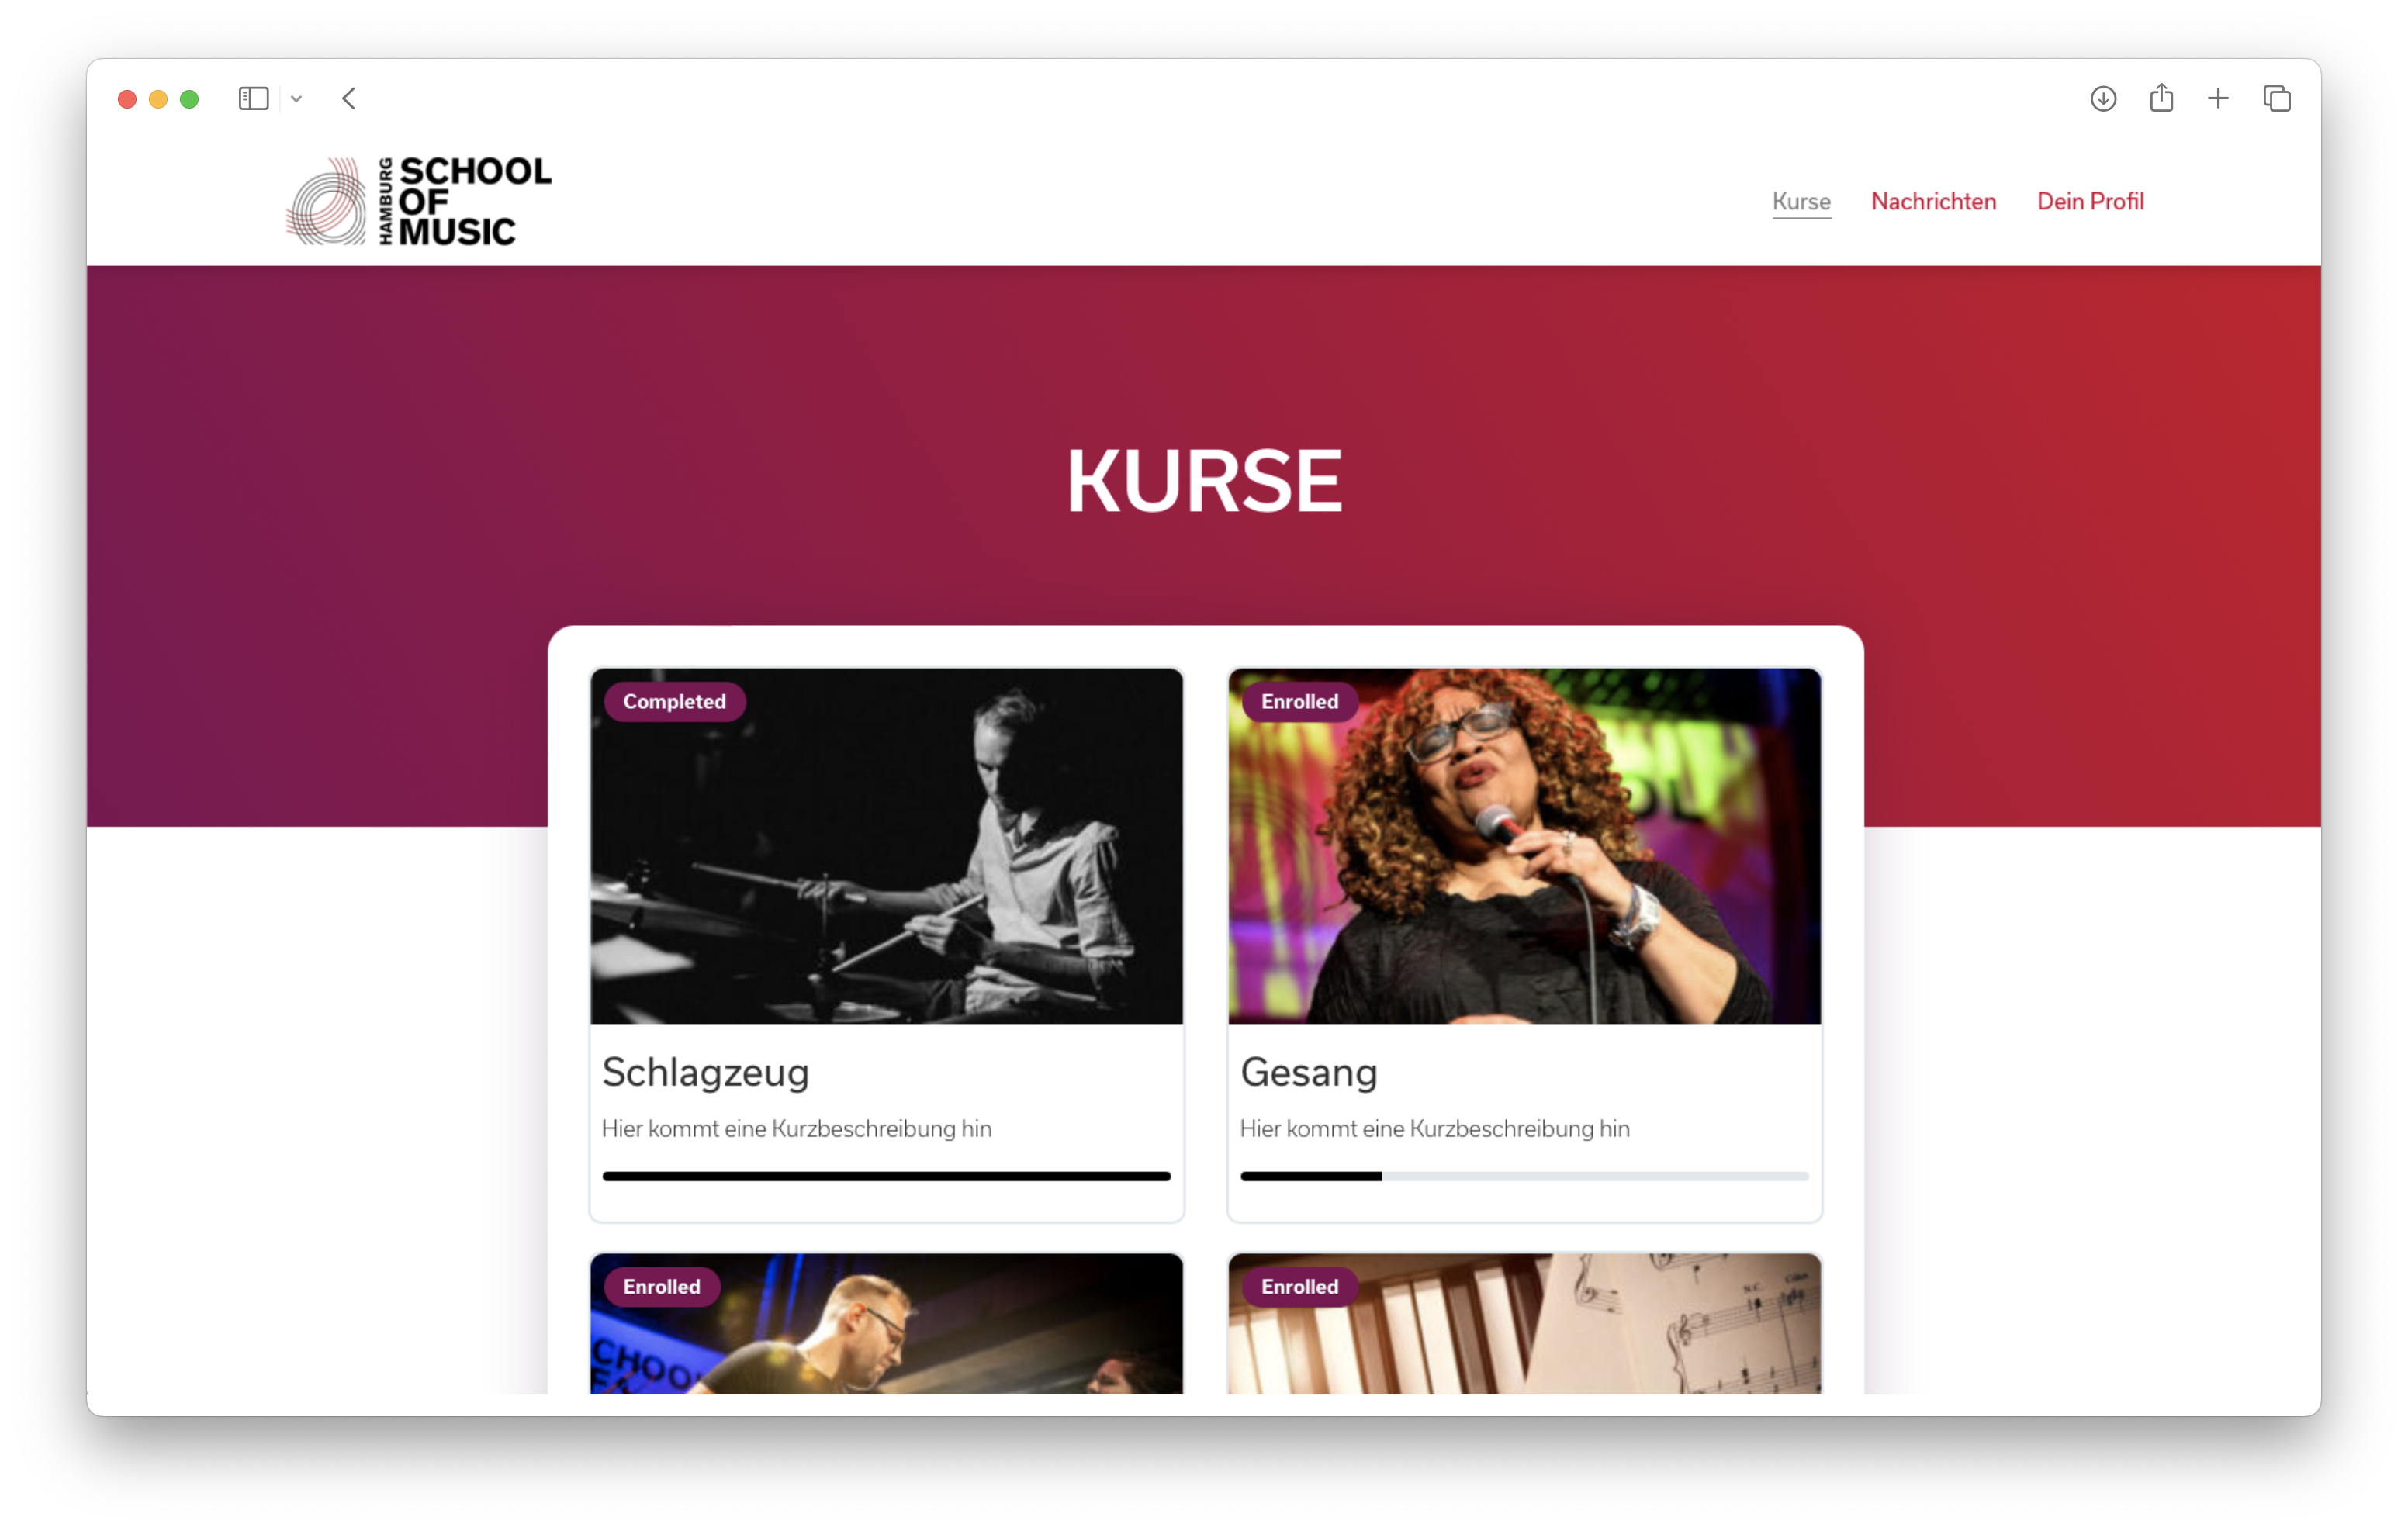 HAMBURG
SCHOOL
OF
MUSIC
Kurse Nachrichten Dein Profil
KURSE
Completed
Enrolled
Schlagzeug
Gesang
Hier kommt eine Kurzbeschreibung hin
Hier kommt eine Kurzbeschreibung hin
Enrolled
Enrolled
CHOO
N.C.